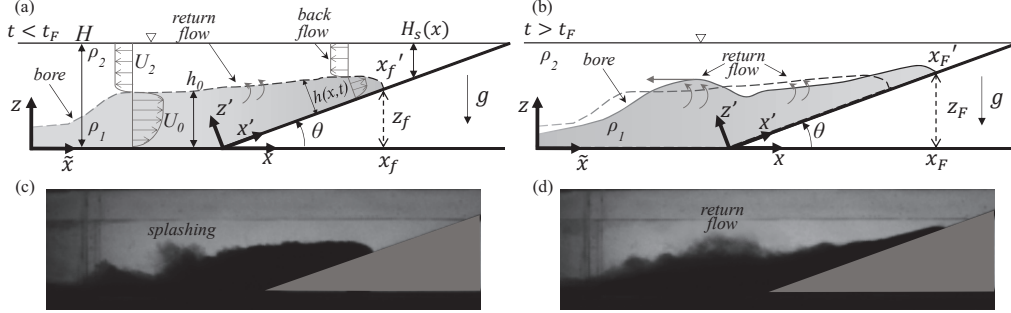 (a)
t < t_F
H
return
flow
back
flow
H_s(x)
ρ_2
U_2
bore
h_0
x_f'
z
z'
h(x,t)
g
ρ_1
U_0
x'
θ
z_f
x̃
x
x_f
(b)
t > t_F
ρ_2
bore
return
flow
x_F'
z
z'
g
ρ_1
x'
θ
z_F
x̃
x
x_F
(c)
splashing
(d)
return
flow